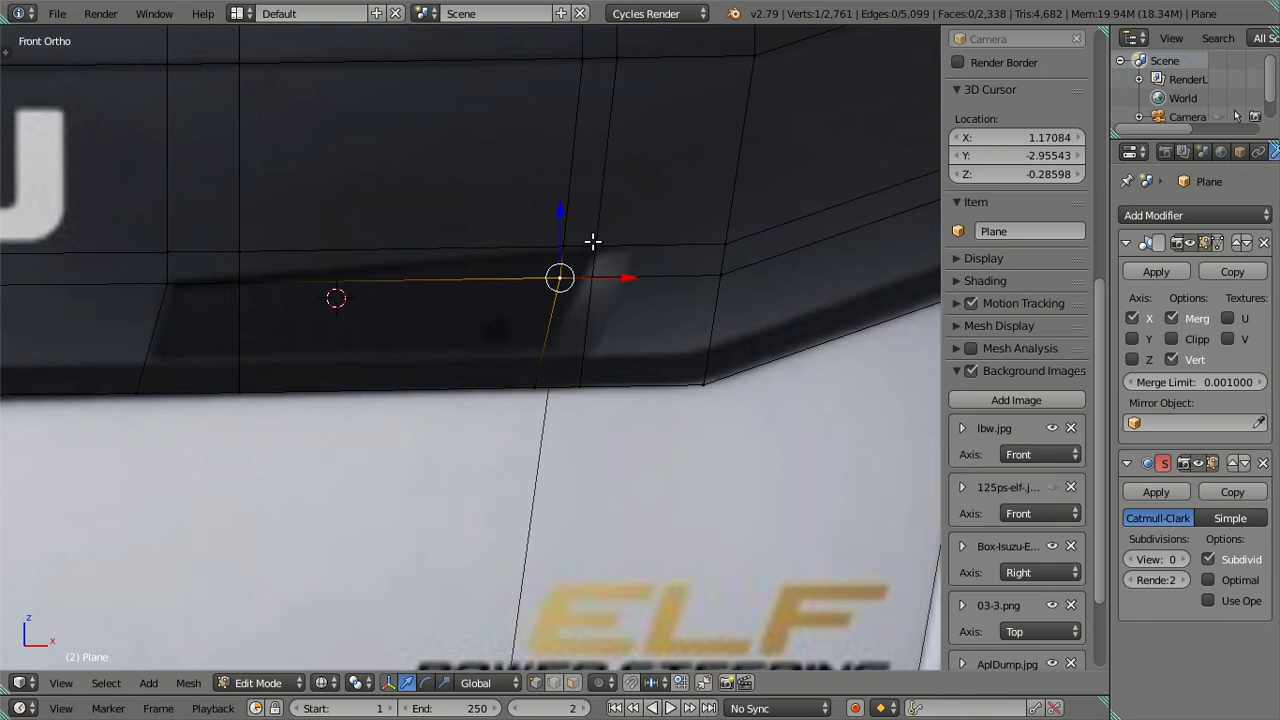 File Render Window Help Default Scene Cycles Render v2.79 | Verts:1/2,761 | Edges:0/5,099 | Faces:0/2,338 | Tris:4,682 | Mem:19.94M (18.34M) | Plane
Front Ortho
U
ELF
POWER STEERING
z
x
(2) Plane
Camera
Render Border
3D Cursor
Location:
X: 1.17084
Y: -2.95543
Z: -0.28598
Item
Plane
Display
Shading
Motion Tracking
Mesh Display
Mesh Analysis
Background Images
Add Image
lbw.jpg
Axis: Front
125ps-elf-.j...
Axis: Front
Box-Isuzu-E...
Axis: Right
03-3.png
Axis: Top
AplDump.jpg
View Search All Sc
Scene
RenderL
World
Camera
Plane
Add Modifier
Apply Copy
Axis: Options: Textures:
X Merg U
Y Clipp V
Z Vert
Merge Limit: 0.001000
Mirror Object:
S
Apply Copy
Catmull-Clark Simple
Subdivisions: Options:
View: 0 Subdivid
Rende:2 Optimal
Use Ope
View Select Add Mesh Edit Mode Global
View Marker Frame Playback Start: 1 End: 250 2 No Sync